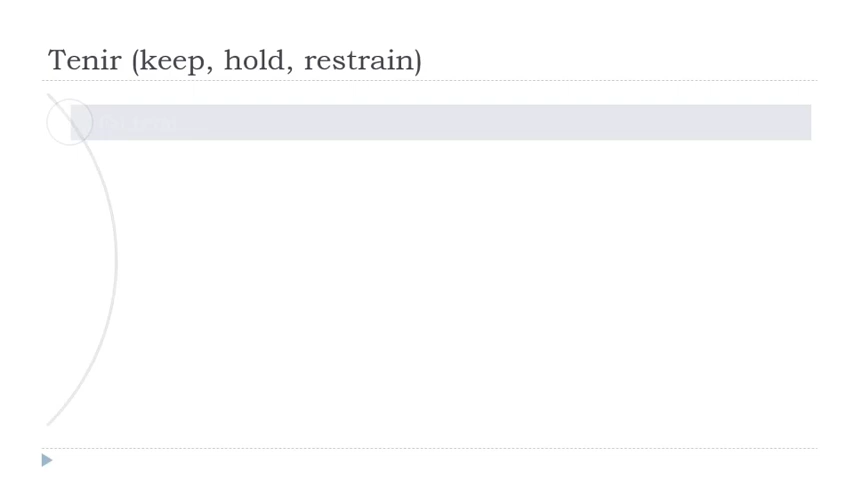 Tenir (keep, hold, restrain)